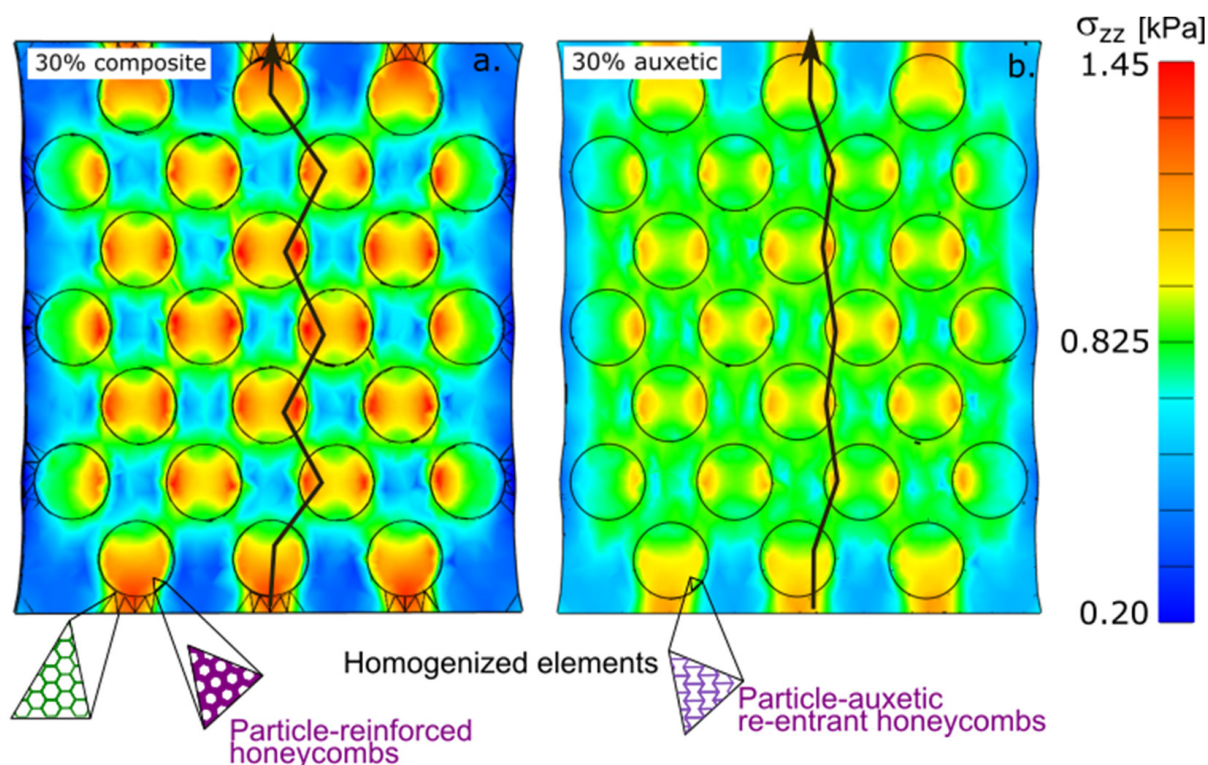 30% composite
a.
30% auxetic
b.
σzz [kPa]
1.45
0.825
0.20
Homogenized elements
Particle-reinforced
honeycombs
Particle-auxetic
re-entrant honeycombs